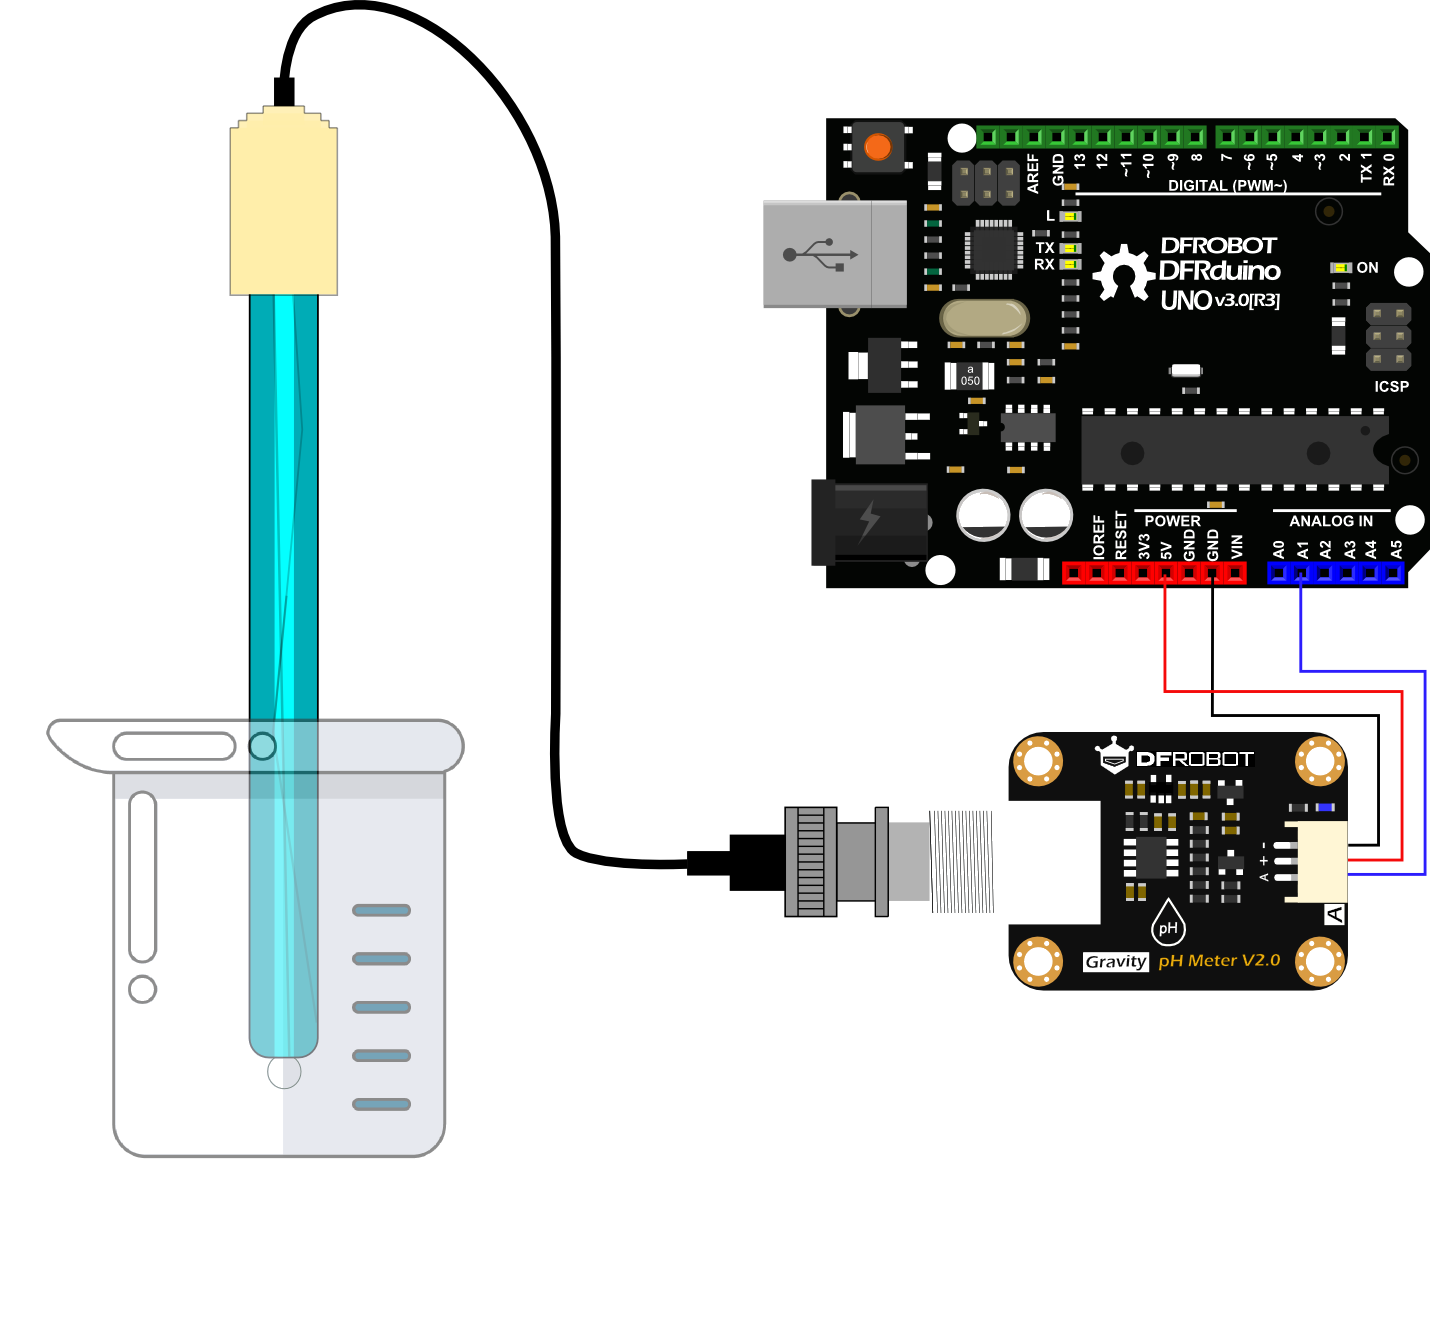 AREF
GND
13
12
~11
~10
~9
8
7
~6
~5
4
~3
2
TX 1
RX 0
DIGITAL (PWM~)
L
TX
RX
DFROBOT
DFRduino
UNO v3.0[R3]
ON
ICSP
a
050
POWER
ANALOG IN
IOREF
RESET
3V3
5V
GND
GND
VIN
A0
A1
A2
A3
A4
A5
DFROBOT
-
+
A
A
pH
Gravity pH Meter V2.0